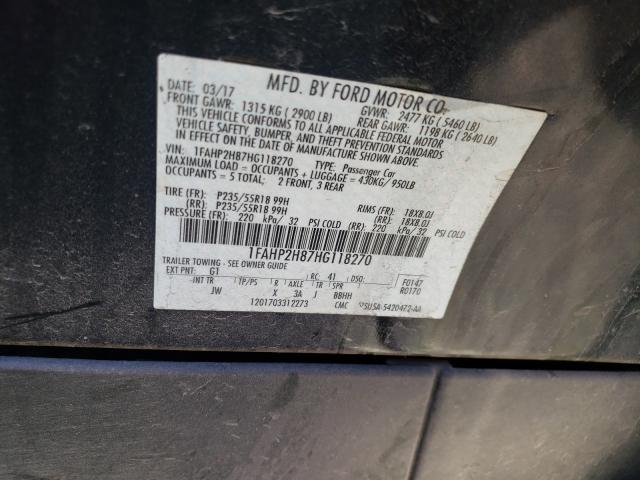 MFD. BY FORD MOTOR CO.
DATE: 03/17 GVWR: 2477 KG ( 5460 LB)
FRONT GAWR: 1315 KG ( 2900 LB) REAR GAWR: 1198 KG ( 2640 LB)
THIS VEHICLE CONFORMS TO ALL APPLICABLE FEDERAL MOTOR
VEHICLE SAFETY, BUMPER, AND THEFT PREVENTION STANDARDS
IN EFFECT ON THE DATE OF MANUFACTURE SHOWN ABOVE.
VIN: 1FAHP2H87HG118270 TYPE: Passenger Car
MAXIMUM LOAD = OCCUPANTS + LUGGAGE = 430KG/ 950LB
OCCUPANTS = 5 TOTAL; 2 FRONT, 3 REAR
TIRE (FR): P235/55R18 99H RIMS (FR): 18X8.0J
(RR): P235/55R18 99H (RR): 18X8.0J
PRESSURE (FR): 220 kPa/ 32 PSI COLD (RR): 220 kPa/ 32 PSI COLD
1FAHP2H87HG118270
TRAILER TOWING - SEE OWNER GUIDE
EXT PNT: G1 RC: 41 DSO: F0147
R0170
INT TR TP/PS R AXLE TR SPR
JW X 3A J BBHH
1201703312273 CMC